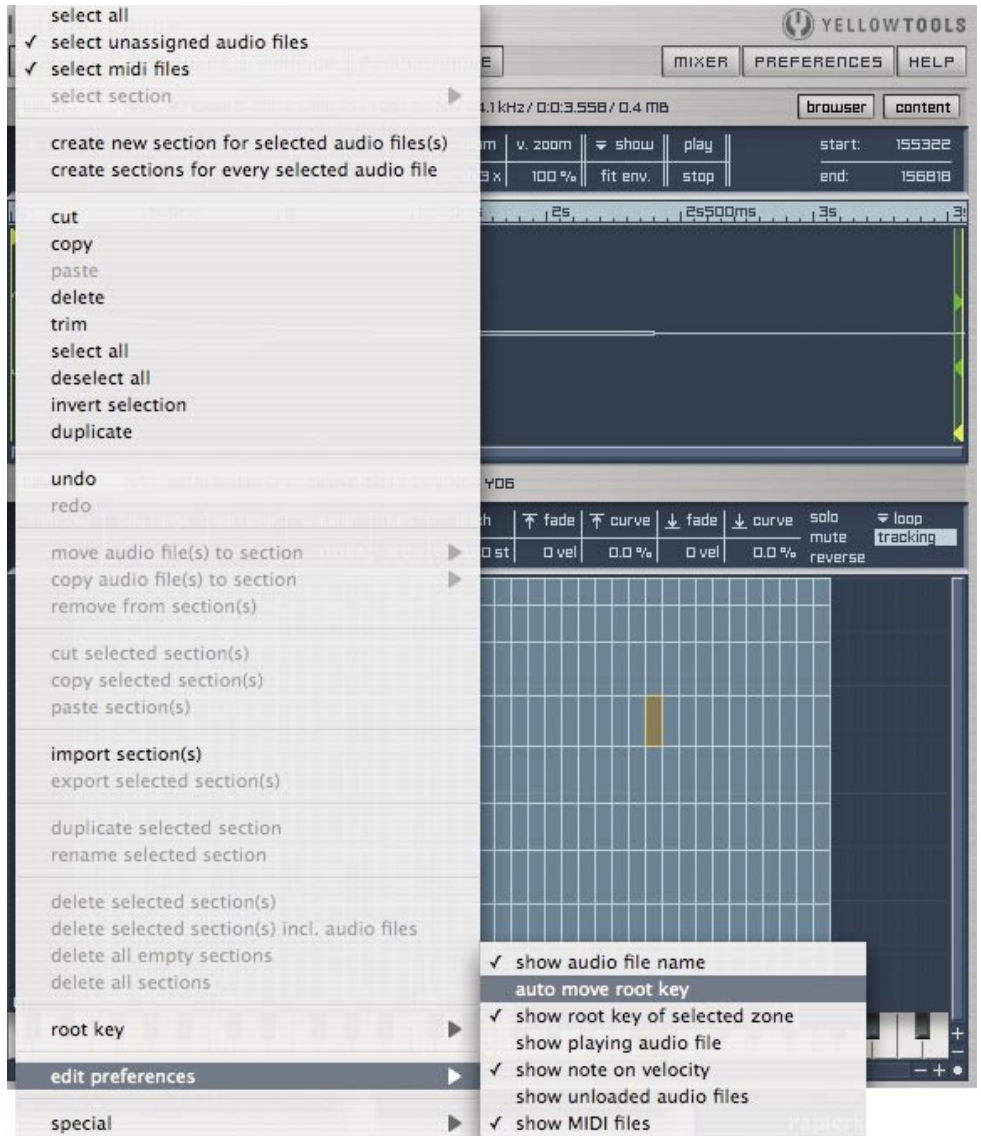 select all
✓ select unassigned audio files
✓ select midi files
select section
create new section for selected audio files(s)
create sections for every selected audio file
cut
copy
paste
delete
trim
select all
deselect all
invert selection
duplicate
undo
redo
move audio file(s) to section
copy audio file(s) to section
remove from section(s)
cut selected section(s)
copy selected section(s)
paste section(s)
import section(s)
export selected section(s)
duplicate selected section
rename selected section
delete selected section(s)
delete selected section(s) incl. audio files
delete all empty sections
delete all sections
root key
edit preferences
special
✓ show audio file name
auto move root key
✓ show root key of selected zone
show playing audio file
✓ show note on velocity
show unloaded audio files
✓ show MIDI files
YELLOWTOOLS
E MIXER PREFERENCES HELP
4.1 kHz / 0:0:3.558 / 0.4 MB browser content
v. zoom show play start: 155322
x 100 % fit env. stop end: 156818
2s 2s500ms 3s
Y06
fade curve fade curve solo loop
mute tracking
0 st 0 vel 0.0 % 0 vel 0.0 % reverse